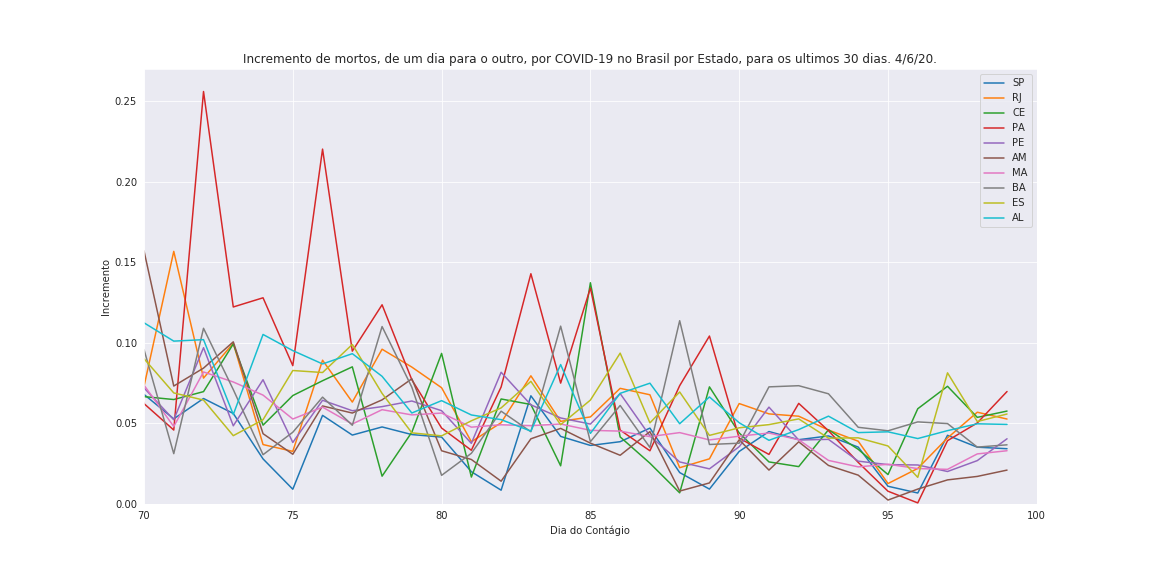 Incremento de mortos, de um dia para o outro, por COVID-19 no Brasil por Estado, para os ultimos 30 dias. 4/6/20.
SP
RJ
CE
PA
PE
AM
MA
BA
ES
AL
0.25
0.20
0.15
0.10
0.05
0.00
Incremento
70 75 80 85 90 95 100
Dia do Contágio